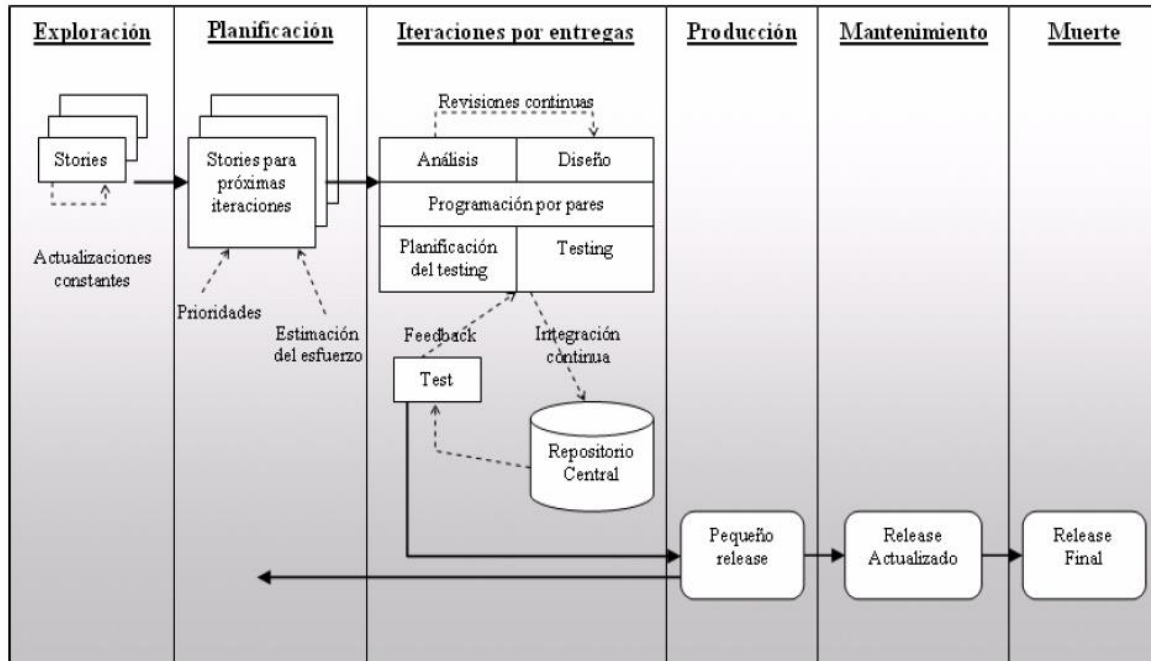 Exploración
Planificación
Iteraciones por entregas
Producción
Mantenimiento
Muerte
Stories
Actualizaciones
constantes
Stories para
próximas
iteraciones
Prioridades
Estimación
del esfuerzo
Revisiones continuas
Análisis
Diseño
Programación por pares
Planificación
del testing
Testing
Feedback
Integración
continua
Test
Repositorio
Central
Pequeño
release
Release
Actualizado
Release
Final